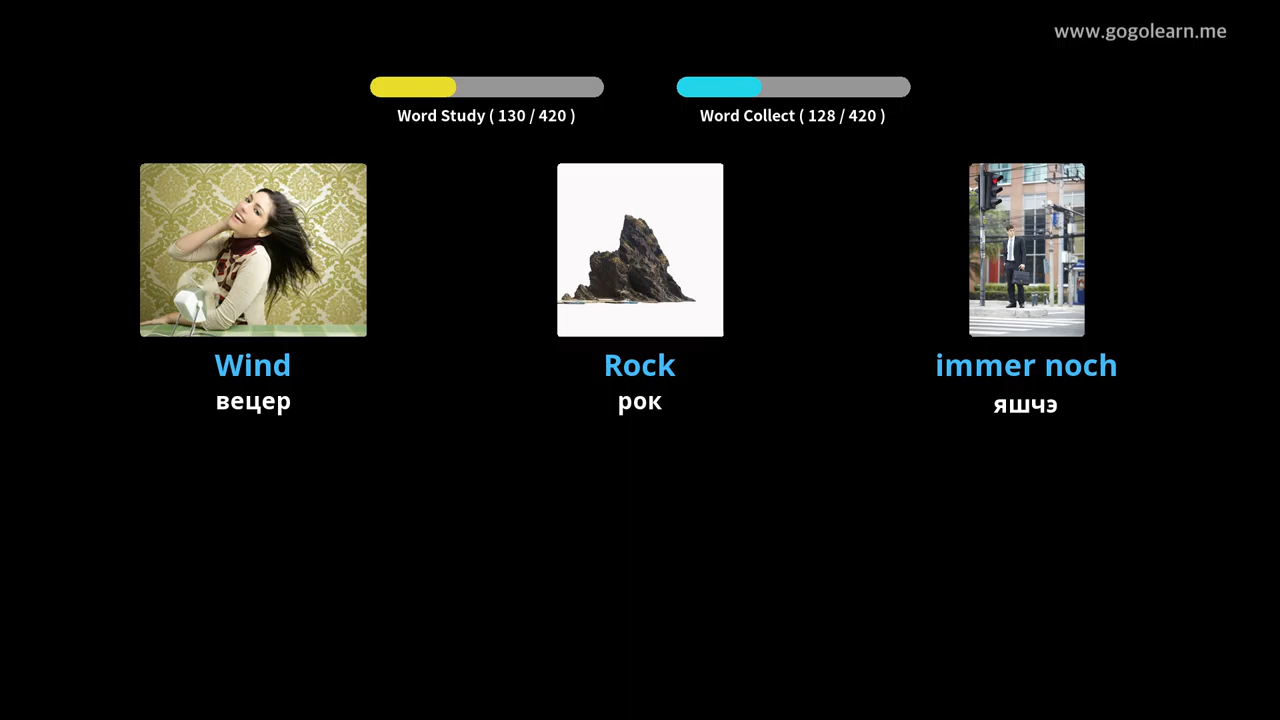 www.gogolearn.me
Word Study ( 130 / 420 )
Word Collect ( 128 / 420 )
Wind
вецер
Rock
рок
immer noch
яшчэ